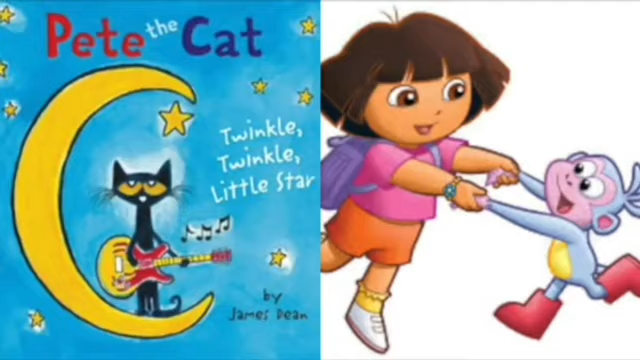 Pete the Cat
Twinkle,
Twinkle,
Little Star
by
James Dean